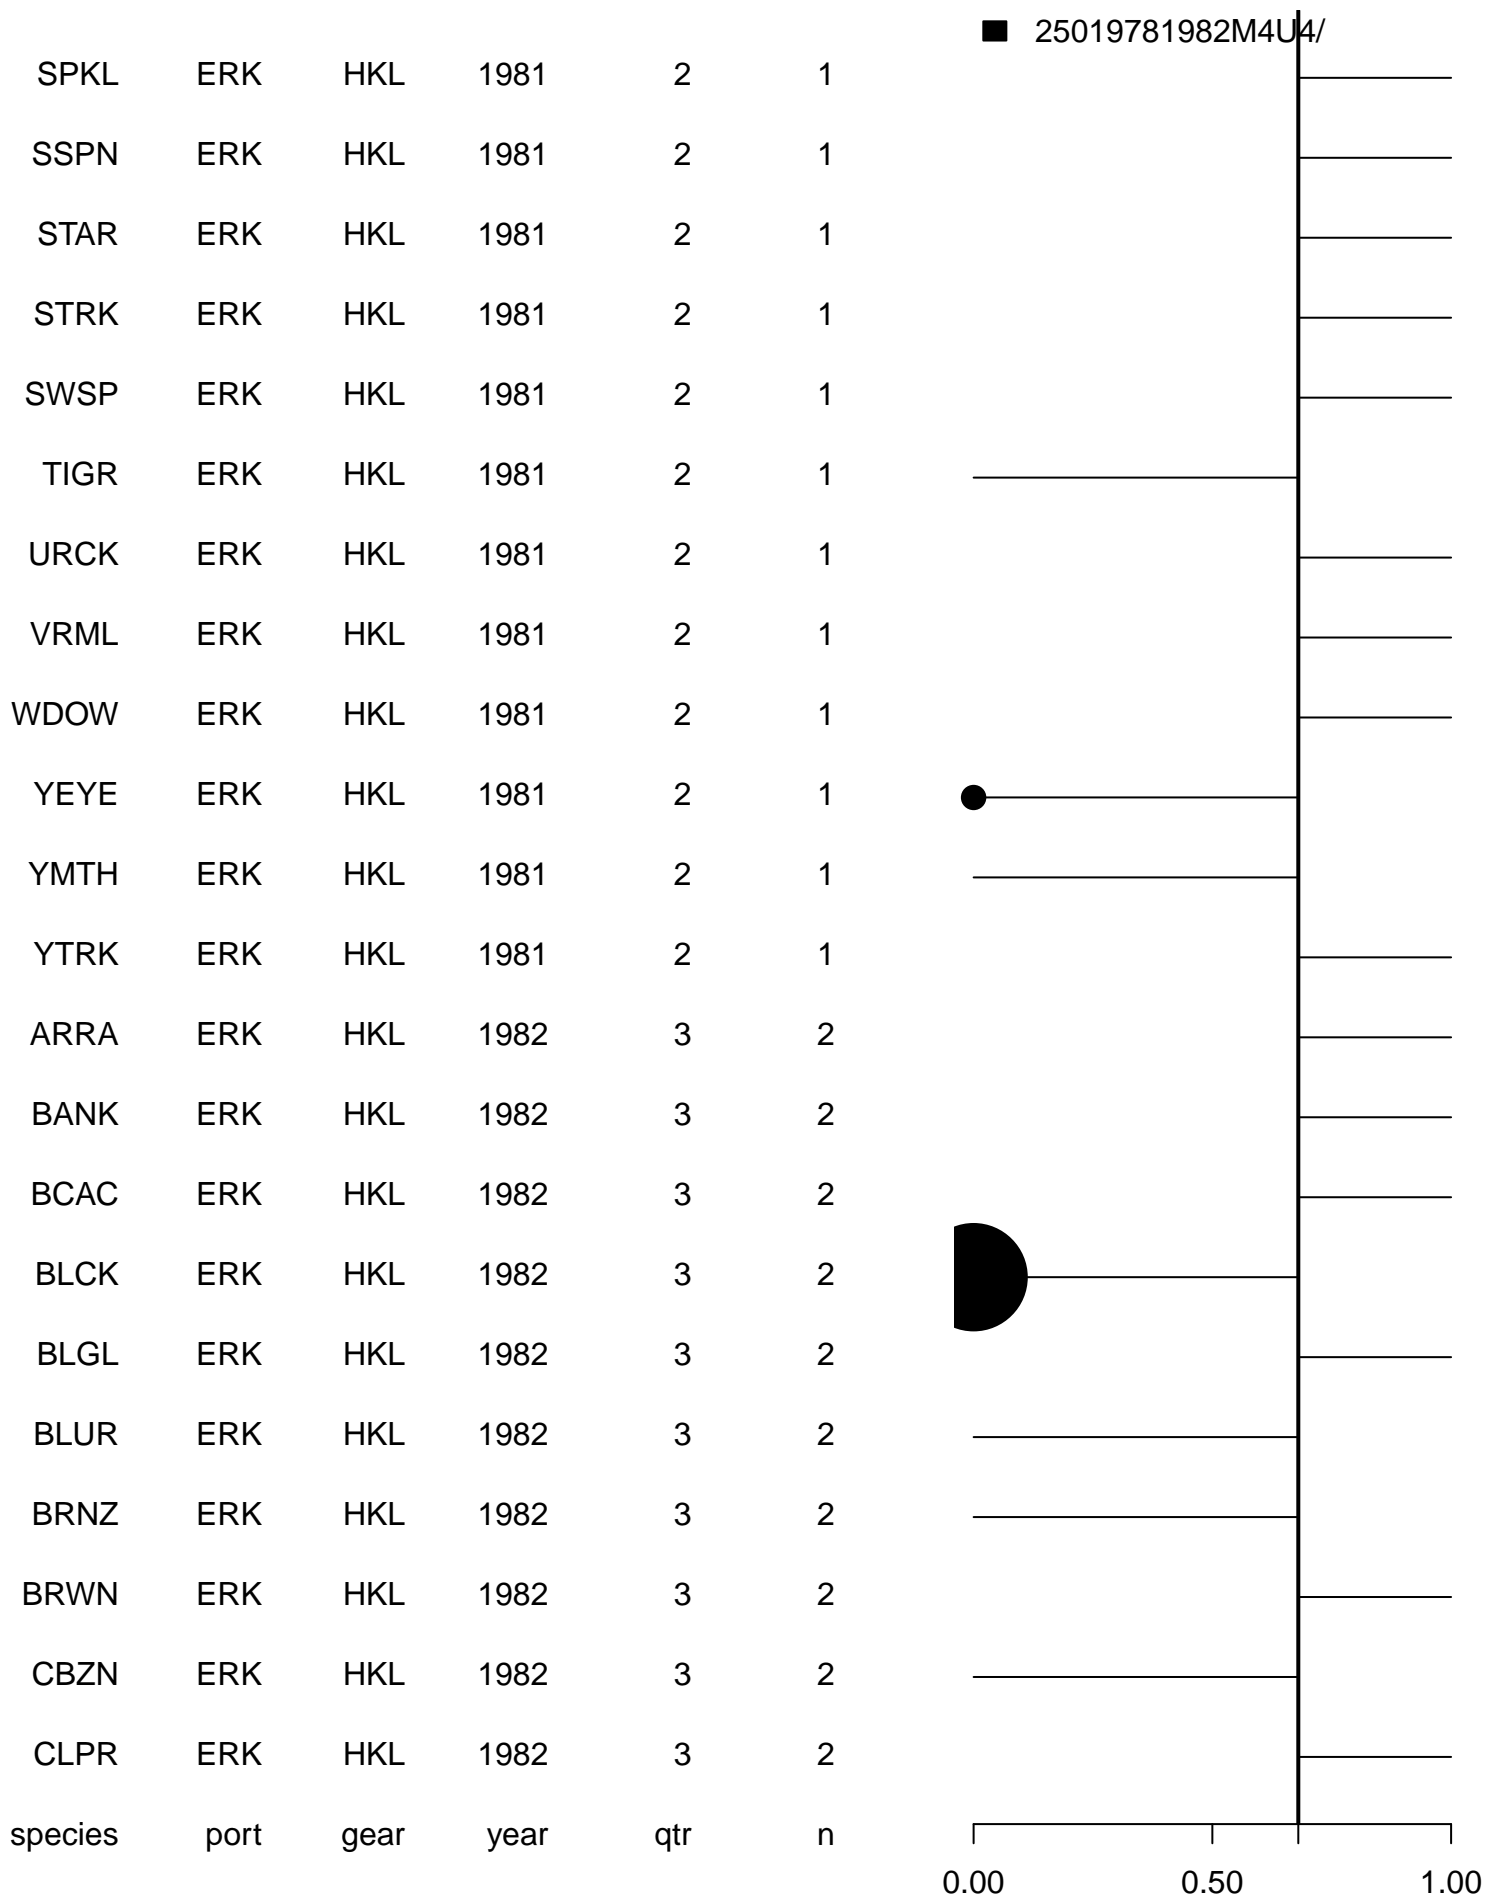 25019781982M4U4/
SPKL ERK HKL 1981 2 1
SSPN ERK HKL 1981 2 1
STAR ERK HKL 1981 2 1
STRK ERK HKL 1981 2 1
SWSP ERK HKL 1981 2 1
TIGR ERK HKL 1981 2 1
URCK ERK HKL 1981 2 1
VRML ERK HKL 1981 2 1
WDOW ERK HKL 1981 2 1
YEYE ERK HKL 1981 2 1
YMTH ERK HKL 1981 2 1
YTRK ERK HKL 1981 2 1
ARRA ERK HKL 1982 3 2
BANK ERK HKL 1982 3 2
BCAC ERK HKL 1982 3 2
BLCK ERK HKL 1982 3 2
BLGL ERK HKL 1982 3 2
BLUR ERK HKL 1982 3 2
BRNZ ERK HKL 1982 3 2
BRWN ERK HKL 1982 3 2
CBZN ERK HKL 1982 3 2
CLPR ERK HKL 1982 3 2
species port gear year qtr n
0.00 0.50 1.00